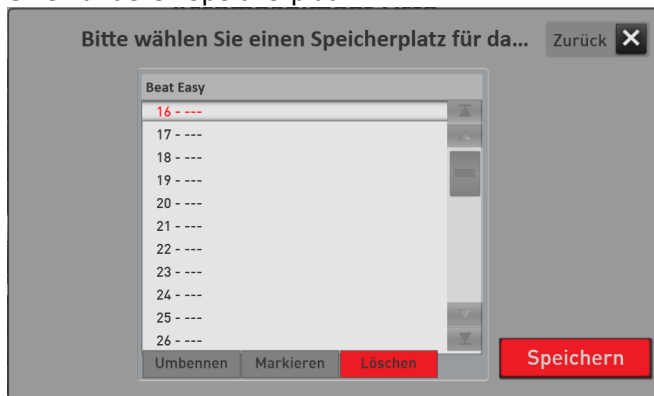 Bitte wählen Sie einen Speicherplatz für da...
Zurück
Beat Easy
16 - ---
17 - ---
18 - ---
19 - ---
20 - ---
21 - ---
22 - ---
23 - ---
24 - ---
25 - ---
26 - ---
Umbennen Markieren Löschen
Speichern